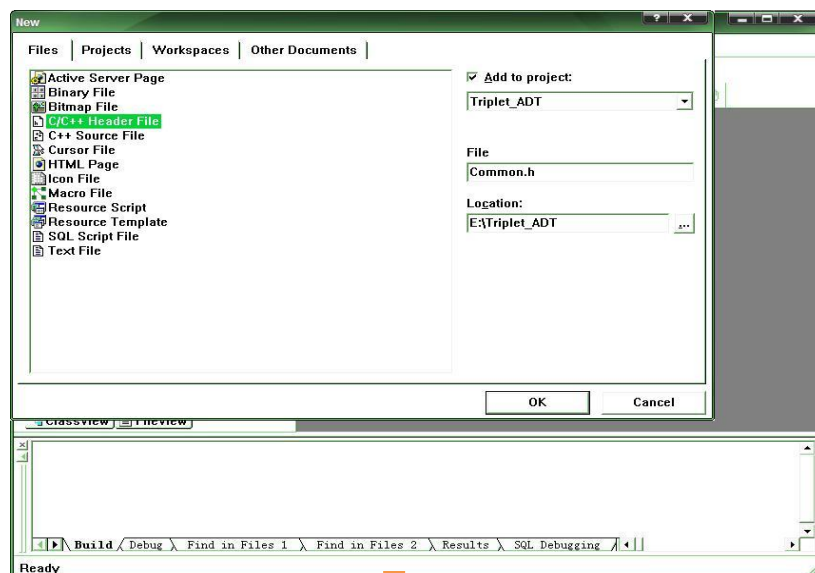 New
Files Projects Workspaces Other Documents
Active Server Page
Binary File
Bitmap File
C/C++ Header File
C++ Source File
Cursor File
HTML Page
Icon File
Macro File
Resource Script
Resource Template
SQL Script File
Text File
Add to project:
Triplet_ADT
File
Common.h
Location:
E:\Triplet_ADT
...
OK Cancel
ClassView FileView
Build Debug Find in Files 1 Find in Files 2 Results SQL Debugging
Ready